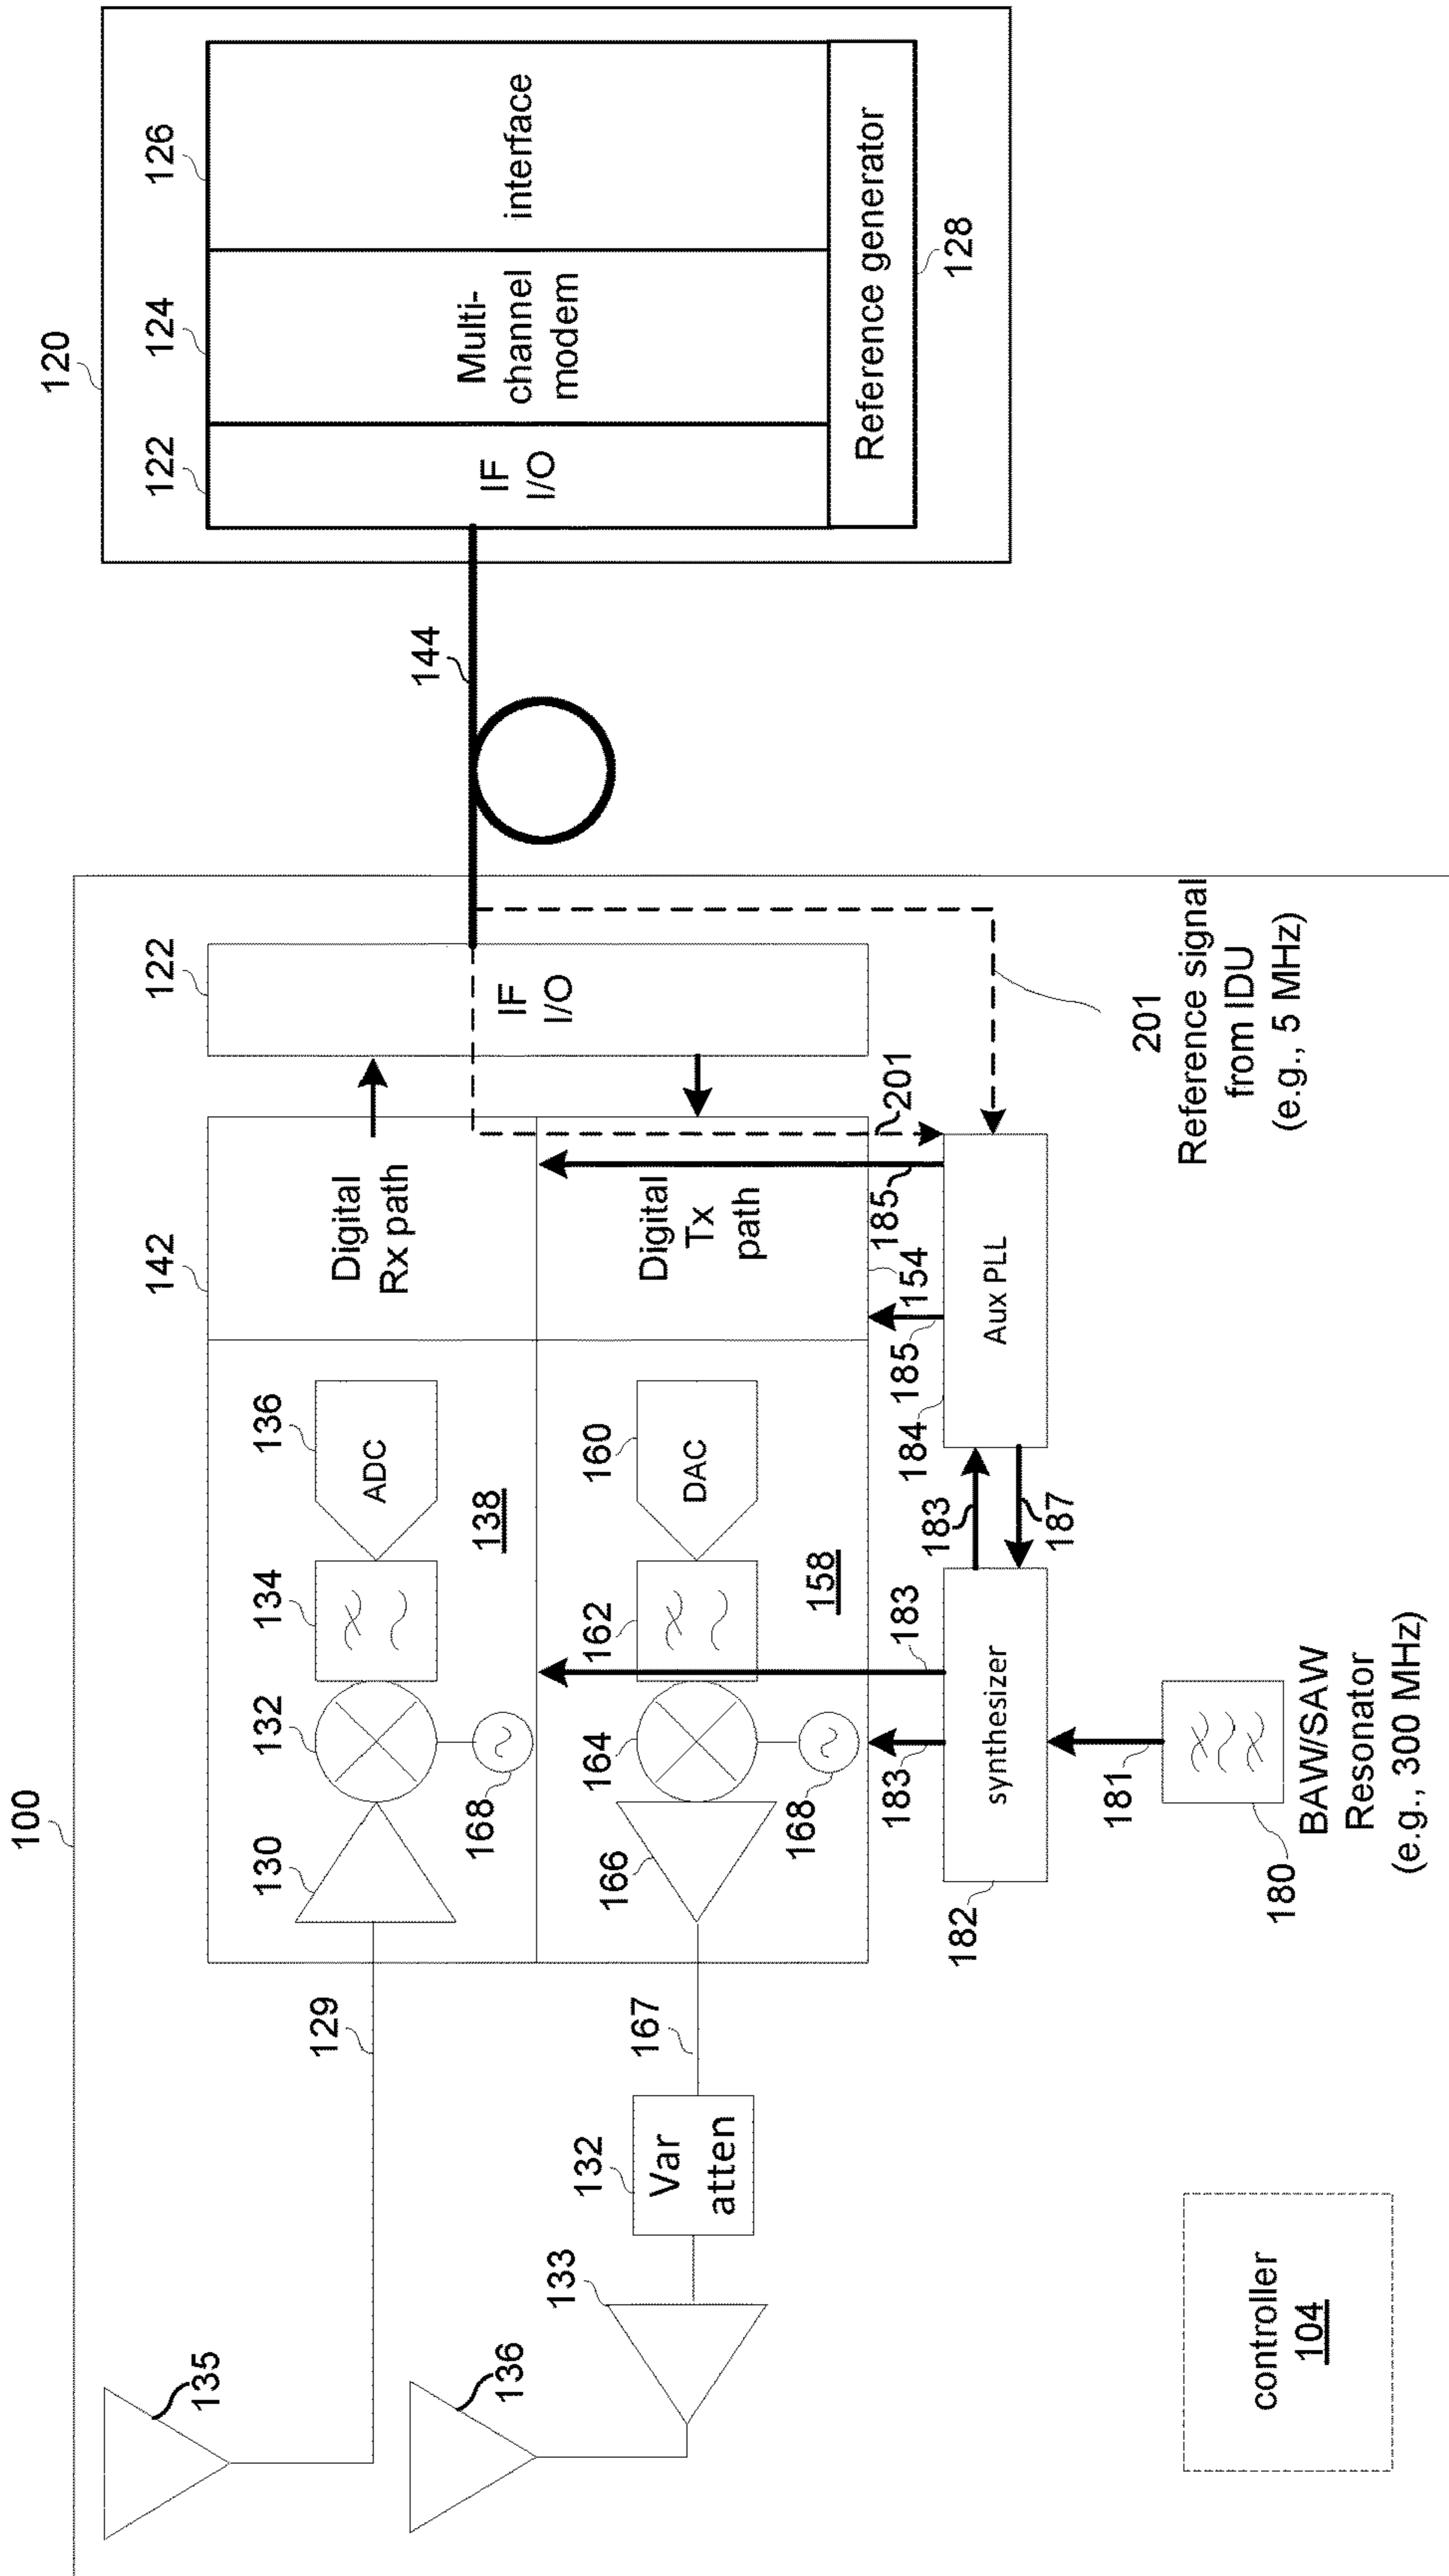 100
120
122
124
126
IF
I/O
Multi-
channel
modem
interface
Reference generator
128
144
135
129
130
132
134
136
142
122
168
ADC
138
Digital
Rx path
IF
I/O
136
133
132
Var
atten
167
166
164
162
160
168
DAC
158
Digital
Tx
path
183
183
185
154
185
201
182
synthesizer
183
187
184
Aux PLL
181
180
BAW/SAW
Resonator
(e.g., 300 MHz)
201
Reference signal
from IDU
(e.g., 5 MHz)
controller
104